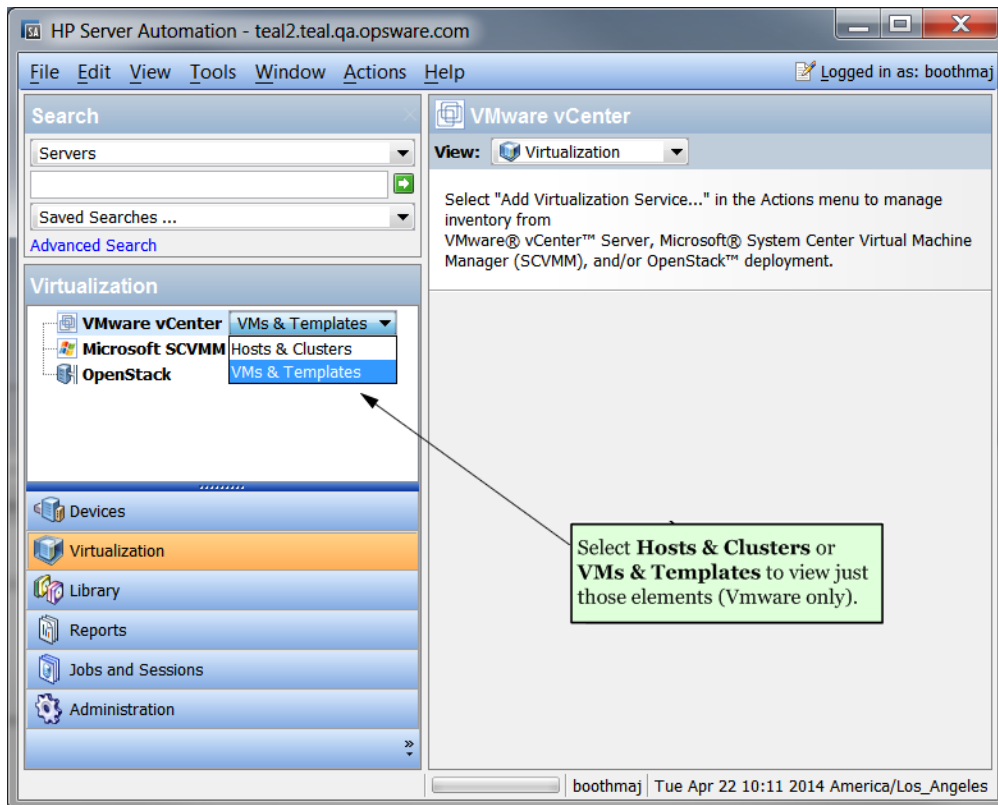 HP Server Automation - teal2.teal.qa.opsware.com
File Edit View Tools Window Actions Help
Logged in as: boothmaj
Search
Servers
Saved Searches ...
Advanced Search
Virtualization
VMware vCenter VMs & Templates
Microsoft SCVMM Hosts & Clusters
OpenStack VMs & Templates
Devices
Virtualization
Library
Reports
Jobs and Sessions
Administration
VMware vCenter
View: Virtualization
Select "Add Virtualization Service..." in the Actions menu to manage
inventory from
VMware® vCenter™ Server, Microsoft® System Center Virtual Machine
Manager (SCVMM), and/or OpenStack™ deployment.
Select Hosts & Clusters or
VMs & Templates to view just
those elements (Vmware only).
boothmaj Tue Apr 22 10:11 2014 America/Los_Angeles